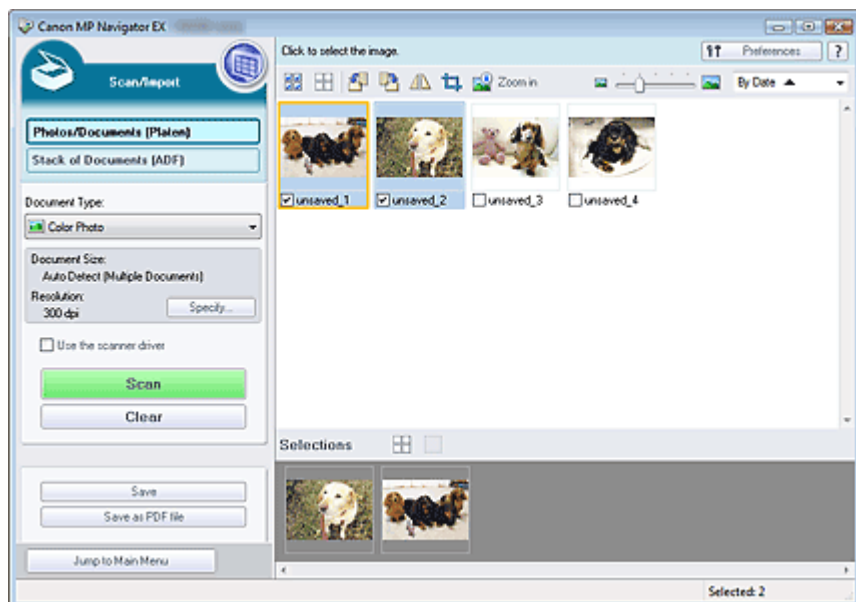 Canon MP Navigator EX
Scan/Import
Photos/Documents (Platen)
Stack of Documents (ADF)
Document Type:
Color Photo
Document Size:
Auto Detect (Multiple Documents)
Resolution:
300 dpi
Specify...
Use the scanner driver
Scan
Clear
Save
Save as PDF file
Jump to Main Menu
Click to select the image.
Preferences
?
Zoom in
By Date
unsaved_1
unsaved_2
unsaved_3
unsaved_4
Selections
Selected: 2